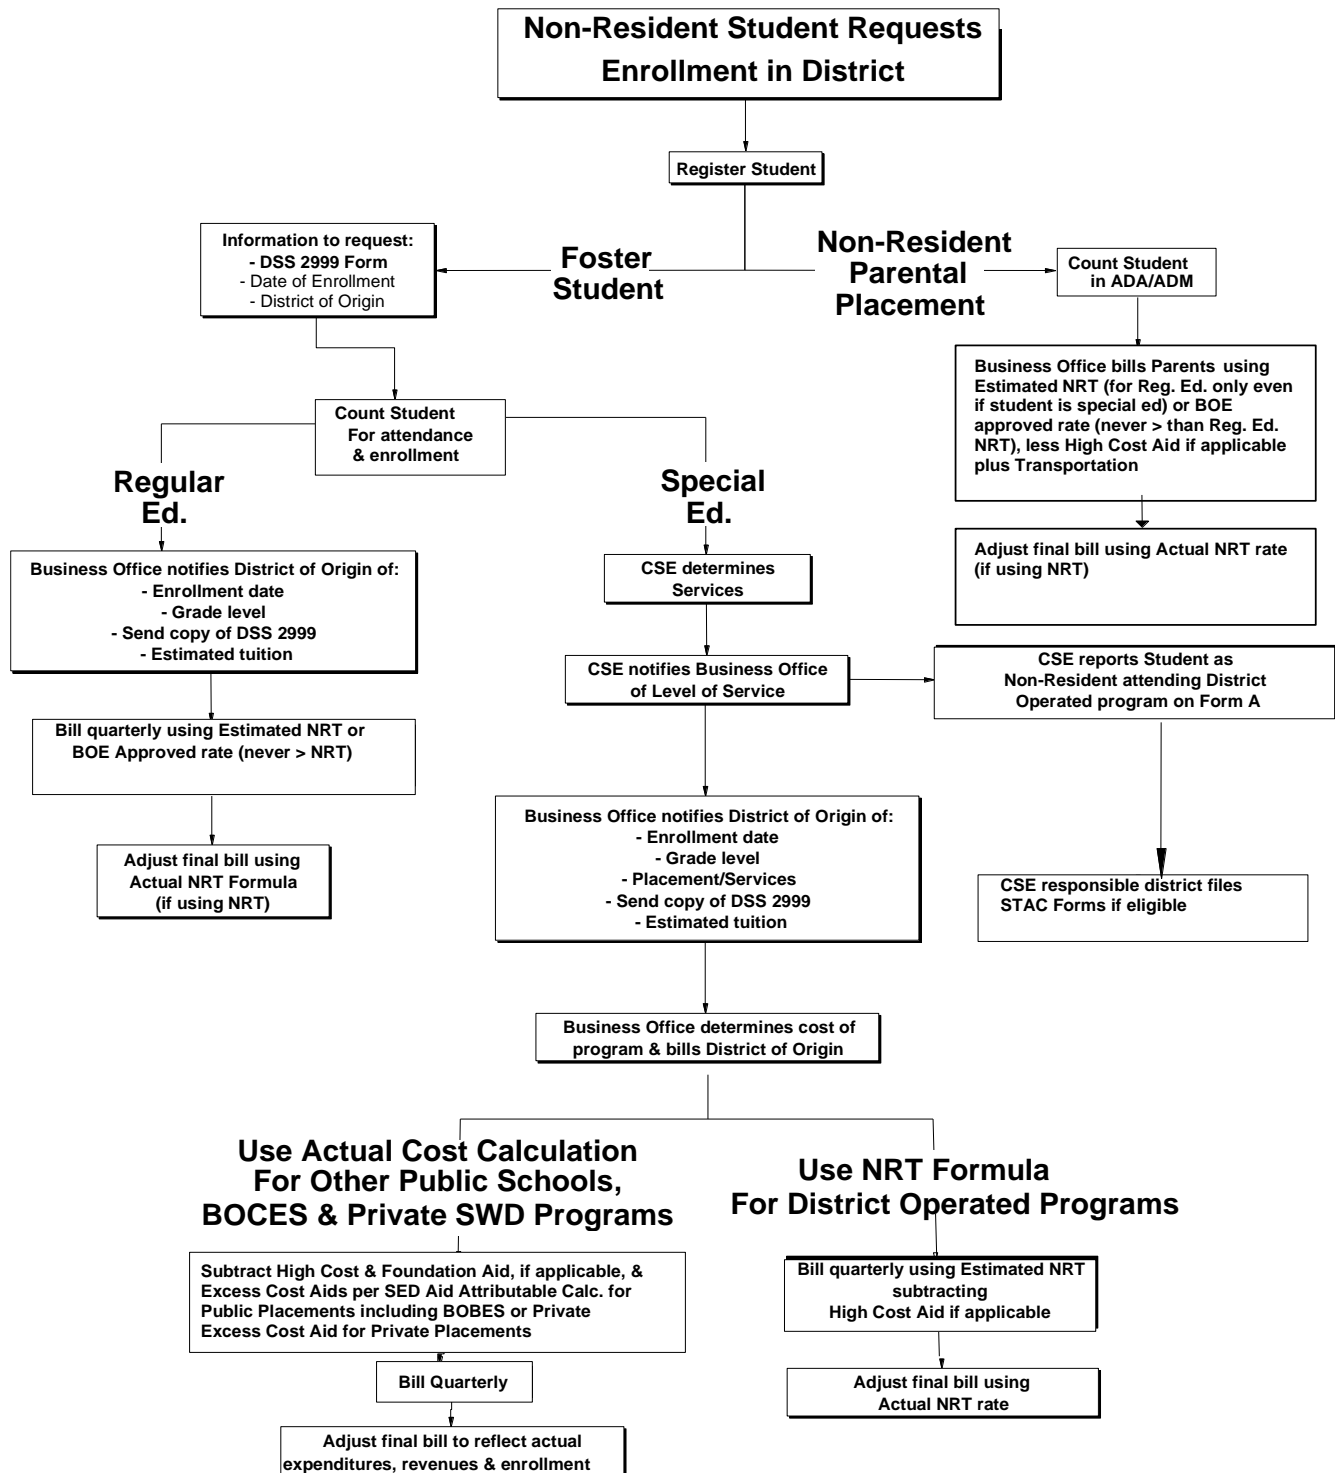 Non-Resident Student Requests
Enrollment in District
Register Student
Information to request:
- DSS 2999 Form
- Date of Enrollment
- District of Origin
Foster
Student
Non-Resident
Parental
Placement
Count Student
in ADA/ADM
Business Office bills Parents using
Estimated NRT (for Reg. Ed. only even
if student is special ed) or BOE
approved rate (never > than Reg. Ed.
NRT), less High Cost Aid if applicable
plus Transportation
Adjust final bill using Actual NRT rate
(if using NRT)
Count Student
For attendance
& enrollment
Regular
Ed.
Special
Ed.
Business Office notifies District of Origin of:
- Enrollment date
- Grade level
- Send copy of DSS 2999
- Estimated tuition
Bill quarterly using Estimated NRT or
BOE Approved rate (never > NRT)
Adjust final bill using
Actual NRT Formula
(if using NRT)
CSE determines
Services
CSE notifies Business Office
of Level of Service
CSE reports Student as
Non-Resident attending District
Operated program on Form A
CSE responsible district files
STAC Forms if eligible
Business Office notifies District of Origin of:
- Enrollment date
- Grade level
- Placement/Services
- Send copy of DSS 2999
- Estimated tuition
Business Office determines cost of
program & bills District of Origin
Use Actual Cost Calculation
For Other Public Schools,
BOCES & Private SWD Programs
Subtract High Cost & Foundation Aid, if applicable, &
Excess Cost Aids per SED Aid Attributable Calc. for
Public Placements including BOBES or Private
Excess Cost Aid for Private Placements
Bill Quarterly
Adjust final bill to reflect actual
expenditures, revenues & enrollment
Use NRT Formula
For District Operated Programs
Bill quarterly using Estimated NRT
subtracting
High Cost Aid if applicable
Adjust final bill using
Actual NRT rate